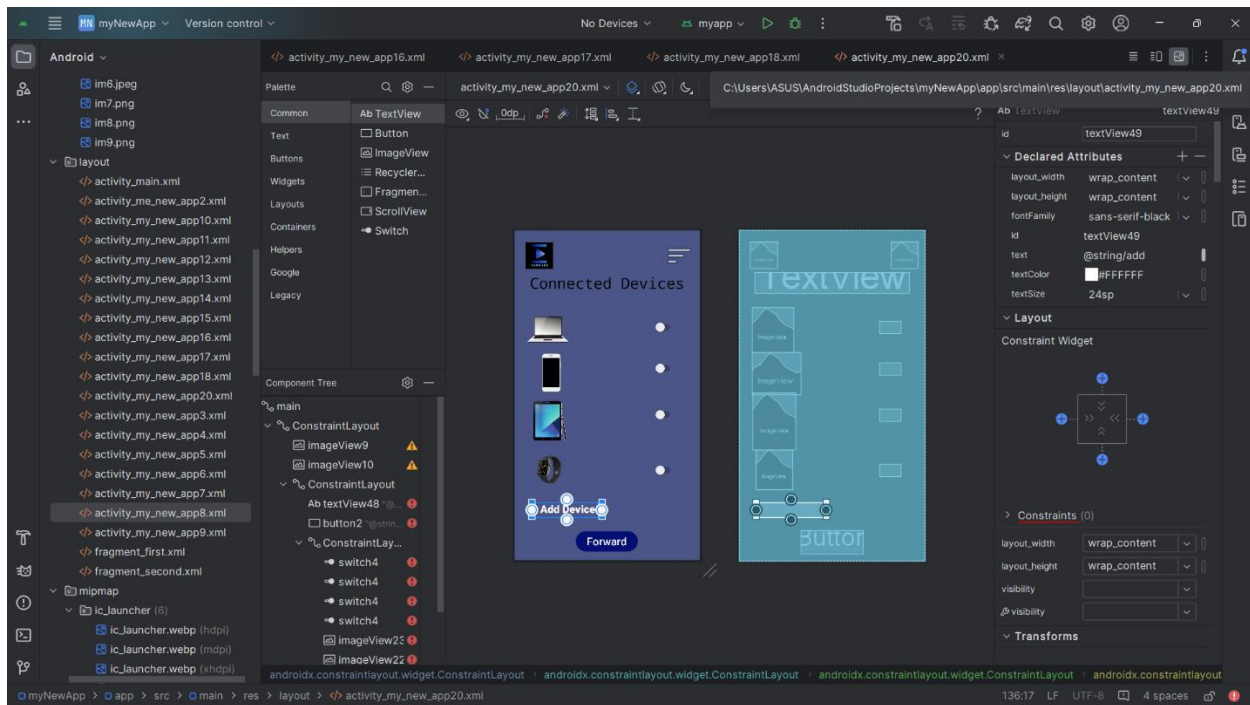 MN myNewApp Version control No Devices myapp
Android
im6.jpeg
im7.png
im8.png
im9.png
layout
activity_main.xml
activity_me_new_app2.xml
activity_my_new_app10.xml
activity_my_new_app11.xml
activity_my_new_app12.xml
activity_my_new_app13.xml
activity_my_new_app14.xml
activity_my_new_app15.xml
activity_my_new_app16.xml
activity_my_new_app17.xml
activity_my_new_app18.xml
activity_my_new_app20.xml
activity_my_new_app3.xml
activity_my_new_app4.xml
activity_my_new_app5.xml
activity_my_new_app6.xml
activity_my_new_app7.xml
activity_my_new_app8.xml
activity_my_new_app9.xml
fragment_first.xml
fragment_second.xml
mipmap
ic_launcher (6)
ic_launcher.webp (hdpi)
ic_launcher.webp (mdpi)
ic_launcher.webp (xhdpi)
activity_my_new_app16.xml activity_my_new_app17.xml activity_my_new_app18.xml activity_my_new_app20.xml
Palette
Common
Text
Buttons
Widgets
Layouts
Containers
Helpers
Google
Legacy
Ab TextView
Button
ImageView
Recycler...
Fragmen...
ScrollView
Switch
Component Tree
main
ConstraintLayout
imageView9
imageView10
ConstraintLayout
Ab textView48 "@...
button2 "@strin...
ConstraintLay...
switch4
switch4
switch4
switch4
imageView23
imageView22
activity_my_new_app20.xml
C:\Users\ASUS\AndroidStudioProjects\myNewApp\app\src\main\res\layout\activity_my_new_app20.xml
0dp
Connected Devices
Add Device
Forward
TextView
ImageView
ImageView
ImageView
ImageView
Button
Ab TextView textView49
id textView49
Declared Attributes
layout_width wrap_content
layout_height wrap_content
fontFamily sans-serif-black
id textView49
text @string/add
textColor #FFFFFF
textSize 24sp
Layout
Constraint Widget
Constraints (0)
layout_width wrap_content
layout_height wrap_content
visibility
visibility
Transforms
androidx.constraintlayout.widget.ConstraintLayout androidx.constraintlayout.widget.ConstraintLayout androidx.constraintlayout.widget.ConstraintLayout androidx.constraintlayout
myNewApp > app > src > main > res > layout > activity_my_new_app20.xml 136:17 LF UTF-8 4 spaces